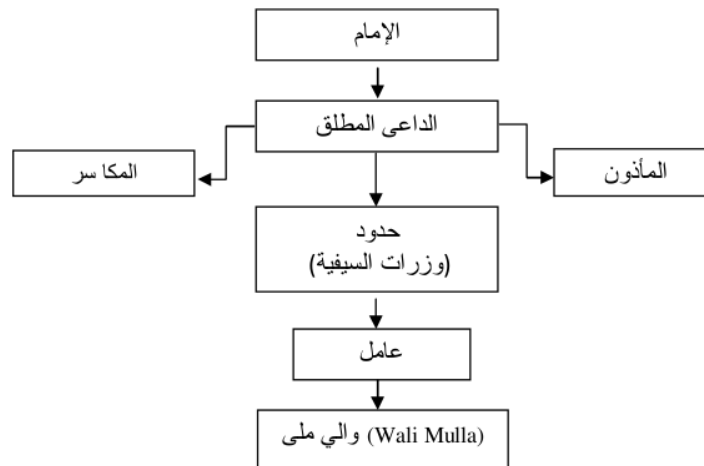 الإمام
الداعى المطلق
المأذون
المكا سر
حدود
(وزرات السيفية)
عامل
والي ملى (Wali Mulla)